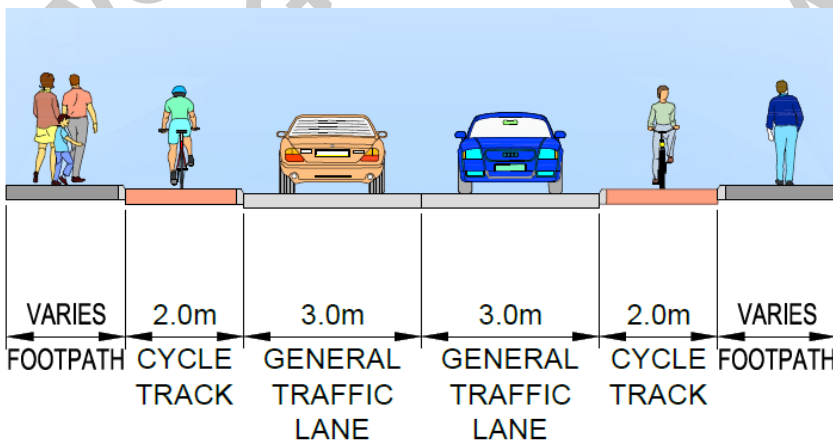 VARIES 2.0m 3.0m 3.0m 2.0m VARIES
FOOTPATH CYCLE GENERAL GENERAL CYCLE FOOTPATH
TRACK TRAFFIC TRAFFIC TRACK
LANE LANE